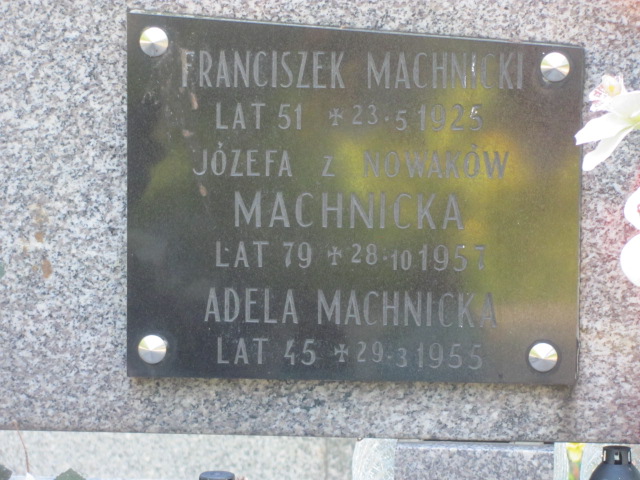 FRANCISZEK MACHNICKI
LAT 51 ✠ 23·5 1925
JÓZEFA Z NOWAKÓW
MACHNICKA
LAT 79 ✠ 28·10 1957
ADELA MACHNICKA
LAT 45 ✠ 29·3 1955